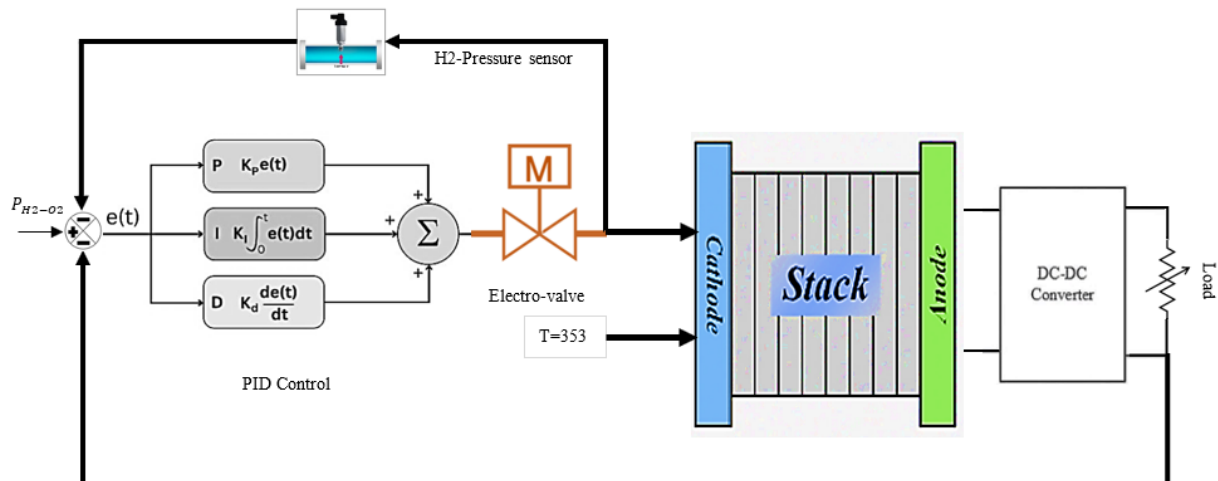 H2-Pressure sensor
P_{H2-O2}
e(t)
P K_P e(t)
I K_I ∫_0^t e(t)dt
D K_d de(t)/dt
+
+
+
Σ
+
−
−
M
Electro-valve
T=353
PID Control
Cathode
Stack
Anode
DC-DC
Converter
Load